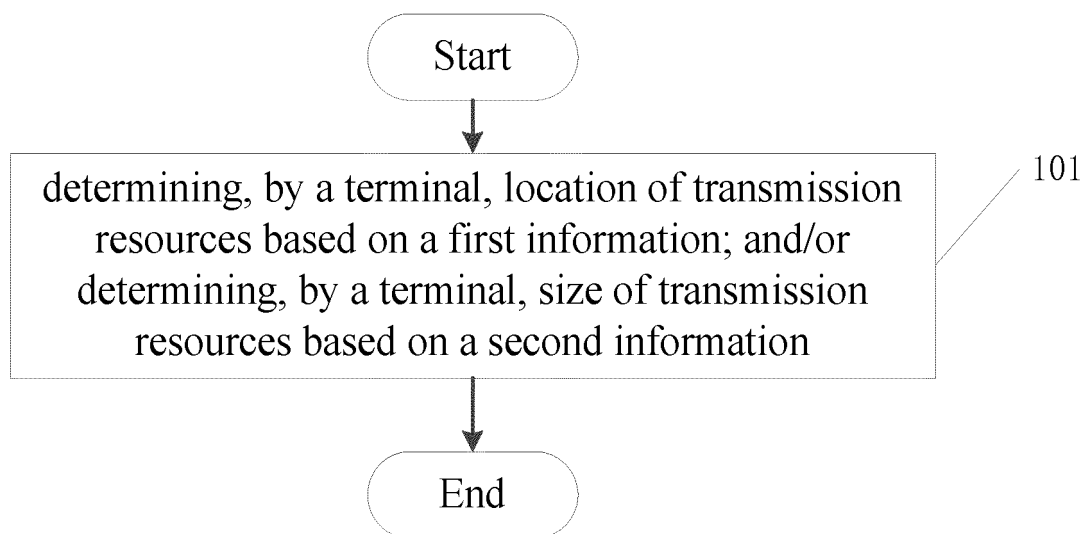 Start
determining, by a terminal, location of transmission
resources based on a first information; and/or
determining, by a terminal, size of transmission
resources based on a second information
101
End